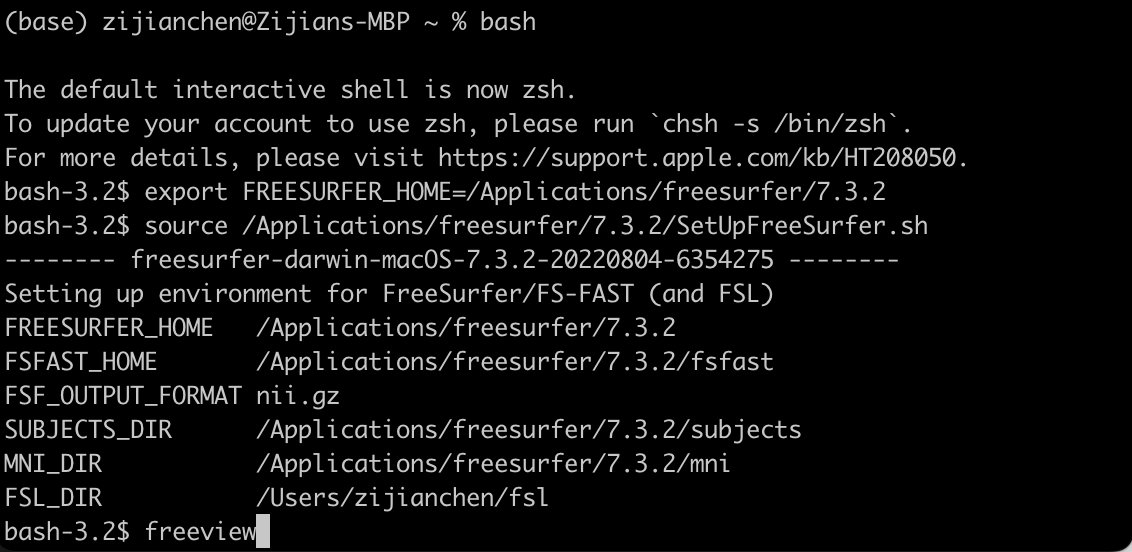 (base) zijianchen@Zijians-MBP ~ % bash
The default interactive shell is now zsh.
To update your account to use zsh, please run `chsh -s /bin/zsh`.
For more details, please visit https://support.apple.com/kb/HT208050.
bash-3.2$ export FREESURFER_HOME=/Applications/freesurfer/7.3.2
bash-3.2$ source /Applications/freesurfer/7.3.2/SetUpFreeSurfer.sh
-------- freesurfer-darwin-macOS-7.3.2-20220804-6354275 --------
Setting up environment for FreeSurfer/FS-FAST (and FSL)
FREESURFER_HOME   /Applications/freesurfer/7.3.2
FSFAST_HOME       /Applications/freesurfer/7.3.2/fsfast
FSF_OUTPUT_FORMAT nii.gz
SUBJECTS_DIR      /Applications/freesurfer/7.3.2/subjects
MNI_DIR           /Applications/freesurfer/7.3.2/mni
FSL_DIR           /Users/zijianchen/fsl
bash-3.2$ freeview